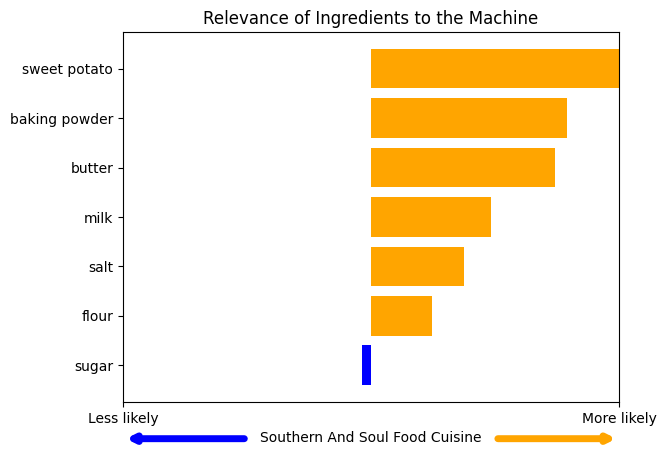 Relevance of Ingredients to the Machine
sweet potato
baking powder
butter
milk
salt
flour
sugar
Less likely
More likely
Southern And Soul Food Cuisine